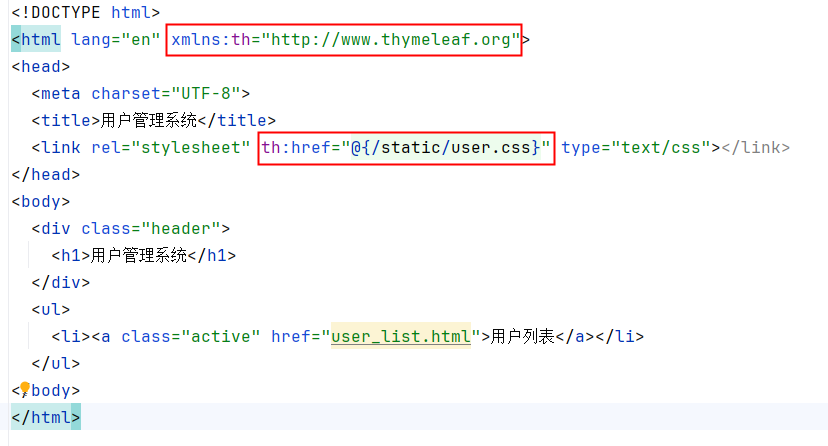 <!DOCTYPE html>
<html lang="en" xmlns:th="http://www.thymeleaf.org">
<head>
  <meta charset="UTF-8">
  <title>用户管理系统</title>
  <link rel="stylesheet" th:href="@{/static/user.css}" type="text/css"></link>
</head>
<body>
  <div class="header">
    <h1>用户管理系统</h1>
  </div>
  <ul>
    <li><a class="active" href="user_list.html">用户列表</a></li>
  </ul>
</body>
</html>